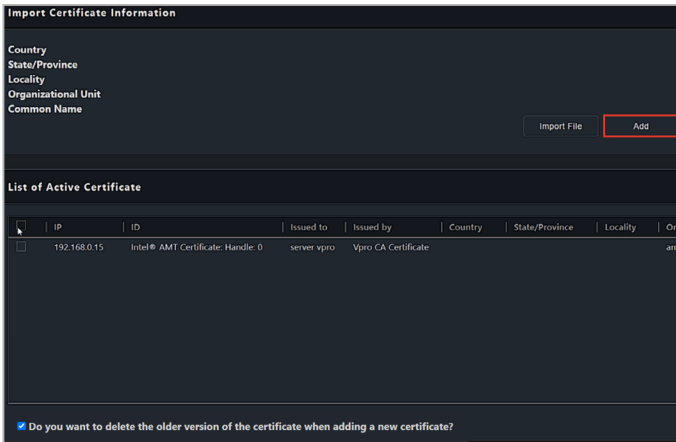 Import Certificate Information
Country
State/Province
Locality
Organizational Unit
Common Name
Import File Add
List of Active Certificate
IP ID Issued to Issued by Country State/Province Locality Or
192.168.0.15 Intel® AMT Certificate: Handle: 0 server vpro Vpro CA Certificate an
Do you want to delete the older version of the certificate when adding a new certificate?